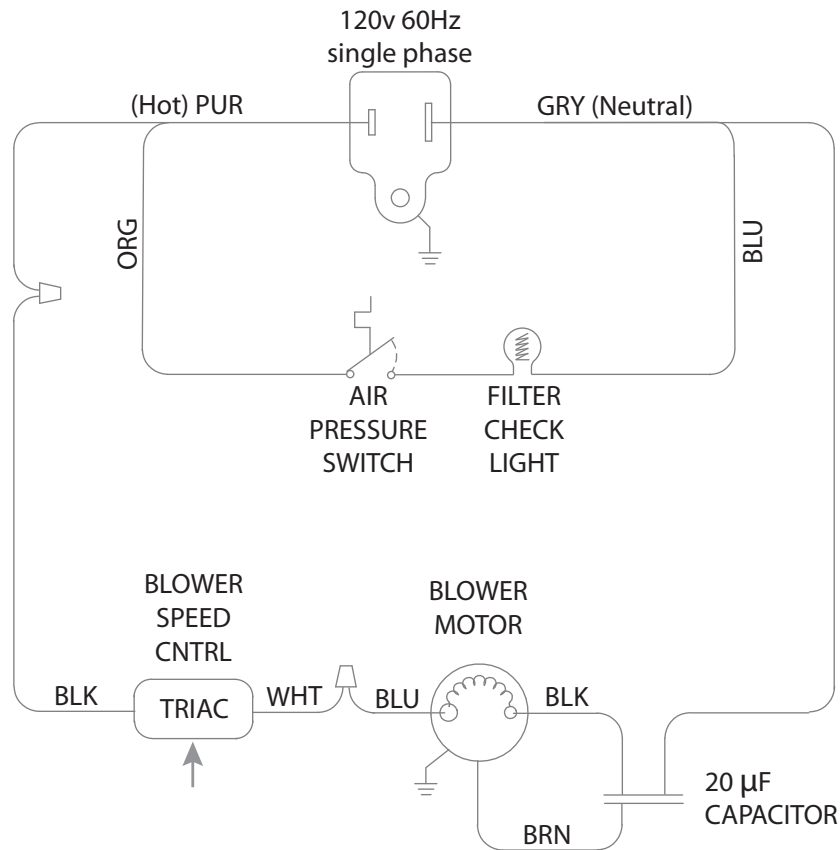 120v 60Hz
single phase
(Hot) PUR
GRY (Neutral)
ORG
BLU
AIR
PRESSURE
SWITCH
FILTER
CHECK
LIGHT
BLOWER
SPEED
CNTRL
BLOWER
MOTOR
BLK
TRIAC
WHT
BLU
BLK
20 µF
CAPACITOR
BRN